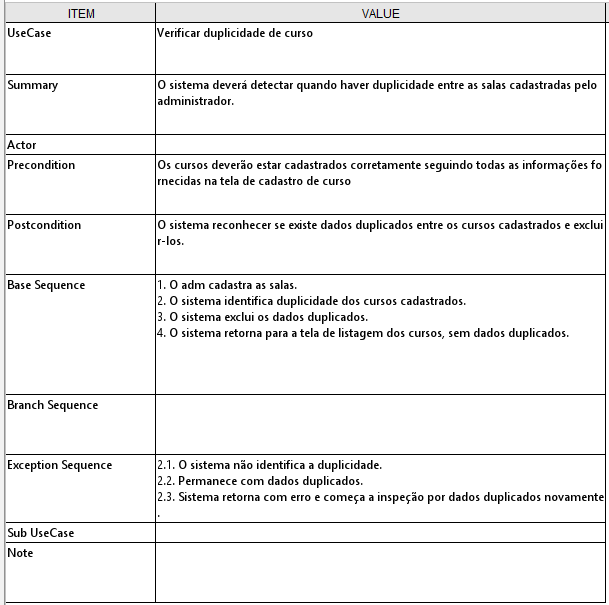 ITEM VALUE
UseCase Verificar duplicidade de curso
Summary O sistema deverá detectar quando haver duplicidade entre as salas cadastradas pelo
administrador.
Actor
Precondition Os cursos deverão estar cadastrados corretamente seguindo todas as informações fo
rnecidas na tela de cadastro de curso
Postcondition O sistema reconhecer se existe dados duplicados entre os cursos cadastrados e exclui
r-los.
Base Sequence 1. O adm cadastra as salas.
2. O sistema identifica duplicidade dos cursos cadastrados.
3. O sistema exclui os dados duplicados.
4. O sistema retorna para a tela de listagem dos cursos, sem dados duplicados.
Branch Sequence
Exception Sequence 2.1. O sistema não identifica a duplicidade.
2.2. Permanece com dados duplicados.
2.3. Sistema retorna com erro e começa a inspeção por dados duplicados novamente
.
Sub UseCase
Note